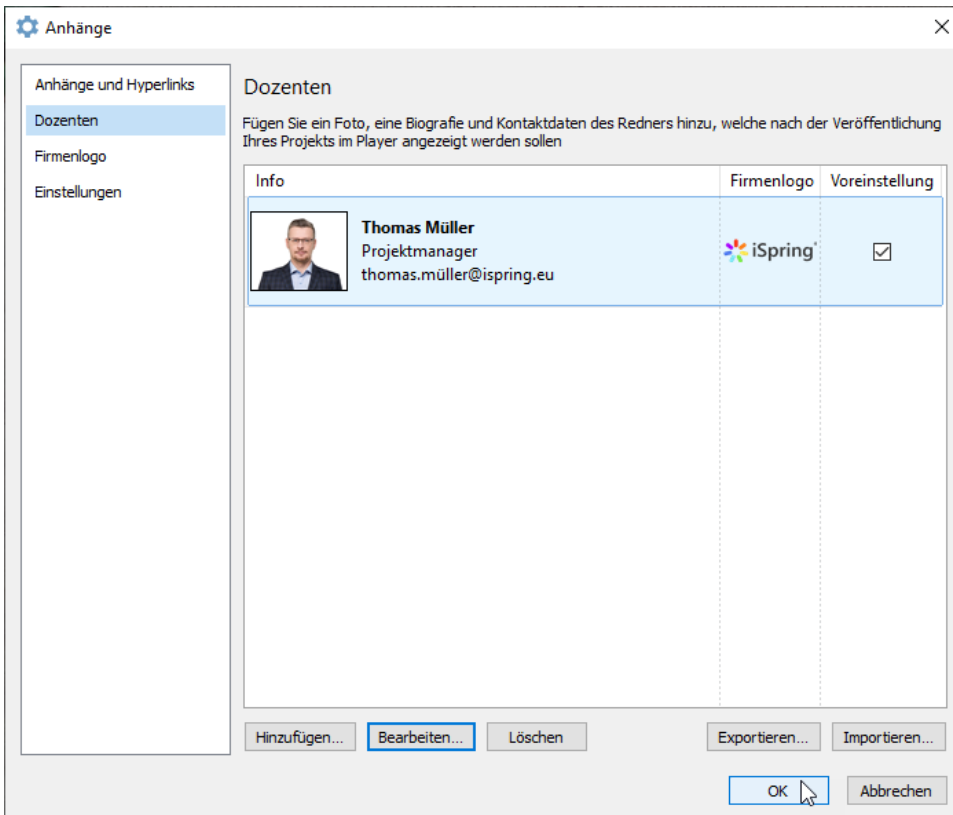 Anhänge
Anhänge und Hyperlinks
Dozenten
Firmenlogo
Einstellungen
Dozenten
Fügen Sie ein Foto, eine Biografie und Kontaktdaten des Redners hinzu, welche nach der Veröffentlichung
Ihres Projekts im Player angezeigt werden sollen
Info Firmenlogo Voreinstellung
Thomas Müller
Projektmanager
thomas.müller@ispring.eu
iSpring
Hinzufügen... Bearbeiten... Löschen Exportieren... Importieren...
OK Abbrechen